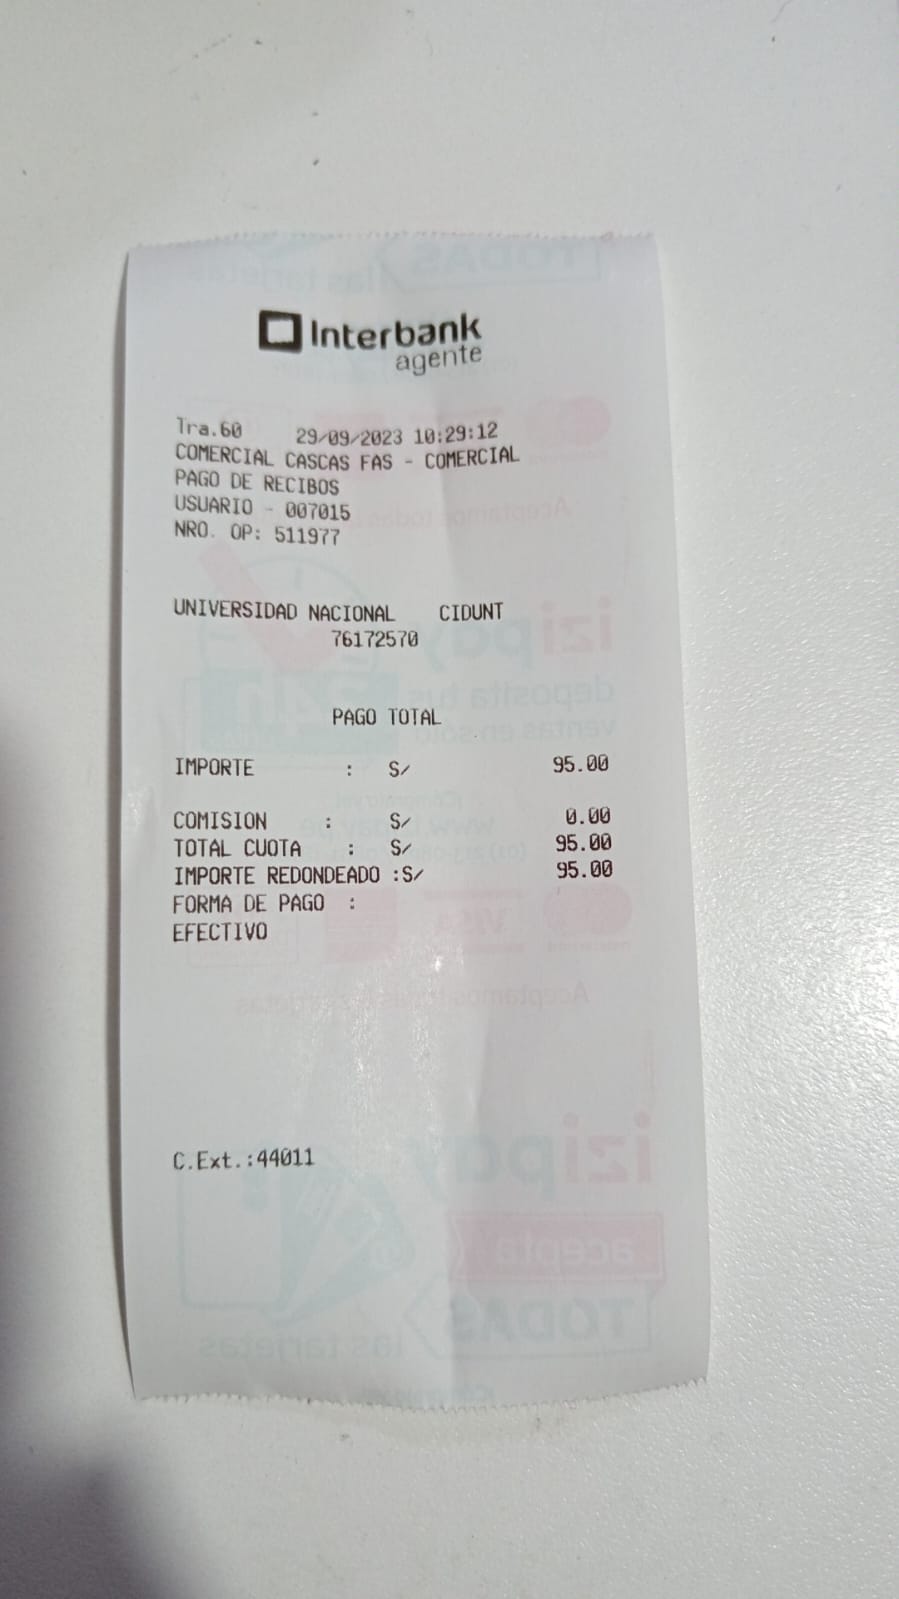 Interbank
agente
Tra.60 29/09/2023 10:29:12
COMERCIAL CASCAS FAS - COMERCIAL
PAGO DE RECIBOS
USUARIO - 007015
NRO. OP: 511977
UNIVERSIDAD NACIONAL CIDUNT
76172570
PAGO TOTAL
IMPORTE : S/ 95.00
COMISION : S/ 0.00
TOTAL CUOTA : S/ 95.00
IMPORTE REDONDEADO :S/ 95.00
FORMA DE PAGO :
EFECTIVO
C.Ext.:44011